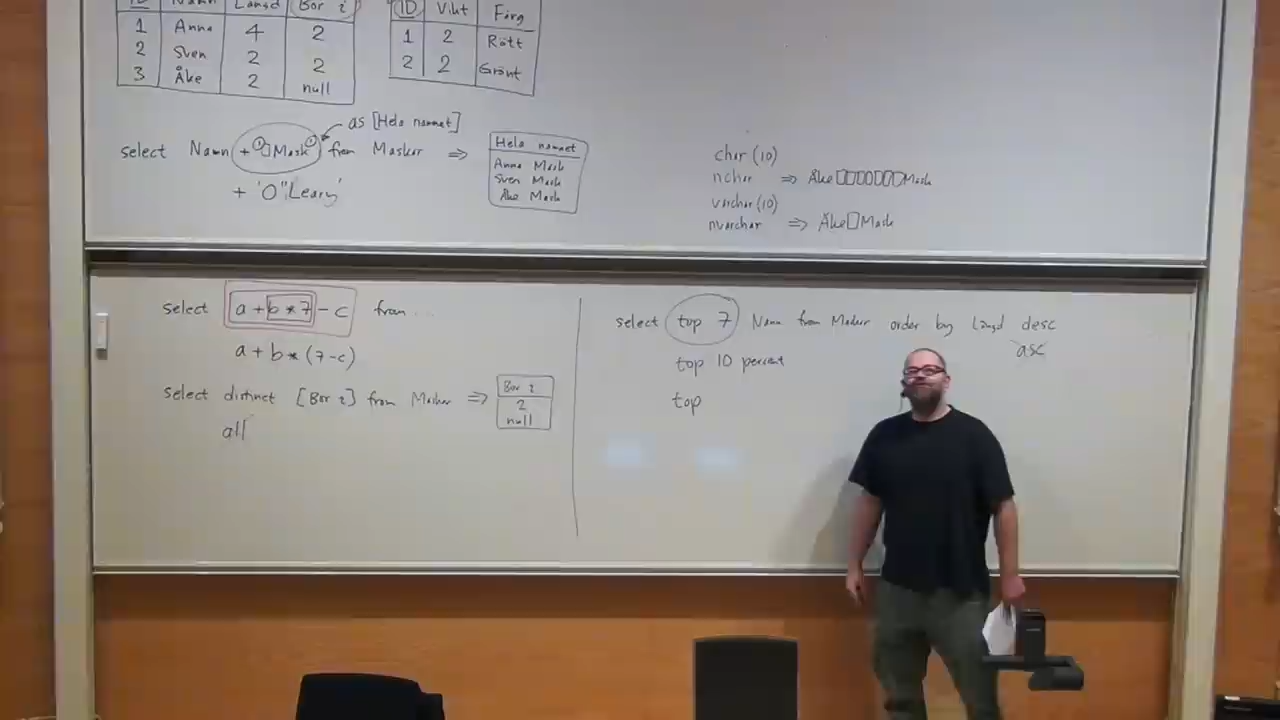 ID Namn Längd Bor i
1 Anna 4 2
2 Sven 2 2
3 Åke 2 null
ID Vikt Färg
1 2 Rött
2 2 Grönt
as [Hela namnet]
select Namn + '▯Mask' from Maskar ⇒
+ 'O''Leary'
Hela namnet
Anna Mask
Sven Mask
Åke Mask
char (10)
nchar ⇒ Åke▯▯▯▯▯▯▯Mask
varchar (10)
nvarchar ⇒ Åke▯Mask
select a + b * 7 - c from ...
a + b * (7 - c)
select distinct [Bor i] from Maskar ⇒
all
Bor i
2
null
select top 7 Namn from Maskar order by Längd desc
asc
top 10 percent
top